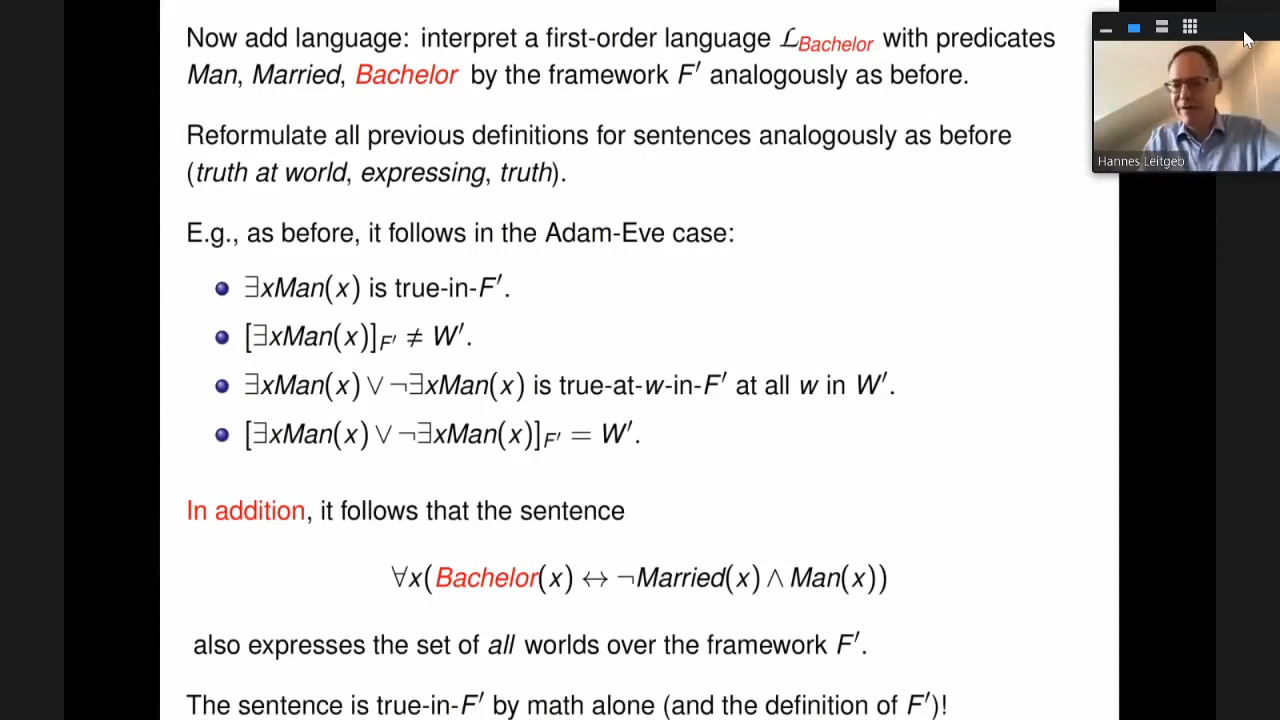 Now add language: interpret a first-order language ℒ_Bachelor with predicates
Man, Married, Bachelor by the framework F′ analogously as before.
Hannes Leitgeb
Reformulate all previous definitions for sentences analogously as before
(truth at world, expressing, truth).
E.g., as before, it follows in the Adam-Eve case:
∃xMan(x) is true-in-F′.
[∃xMan(x)]_F′ ≠ W′.
∃xMan(x) ∨ ¬∃xMan(x) is true-at-w-in-F′ at all w in W′.
[∃xMan(x) ∨ ¬∃xMan(x)]_F′ = W′.
In addition, it follows that the sentence
∀x(Bachelor(x) ↔ ¬Married(x) ∧ Man(x))
also expresses the set of all worlds over the framework F′.
The sentence is true-in-F′ by math alone (and the definition of F′)!